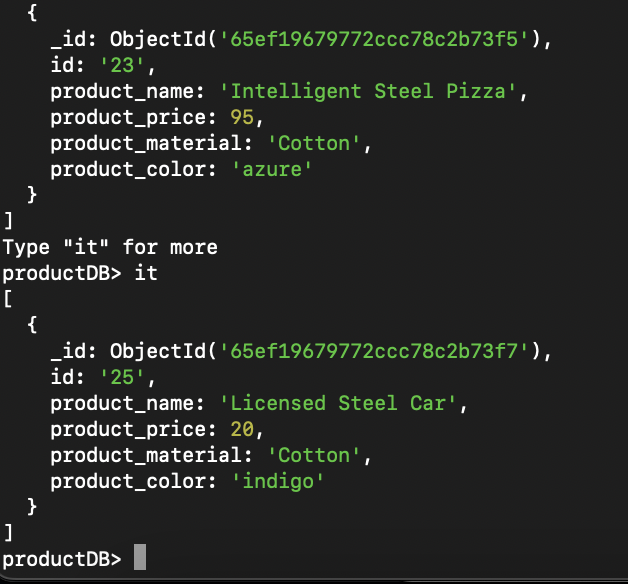 {
_id: ObjectId('65ef19679772ccc78c2b73f5'),
id: '23',
product_name: 'Intelligent Steel Pizza',
product_price: 95,
product_material: 'Cotton',
product_color: 'azure'
}
]
Type "it" for more
productDB> it
[
{
_id: ObjectId('65ef19679772ccc78c2b73f7'),
id: '25',
product_name: 'Licensed Steel Car',
product_price: 20,
product_material: 'Cotton',
product_color: 'indigo'
}
]
productDB>